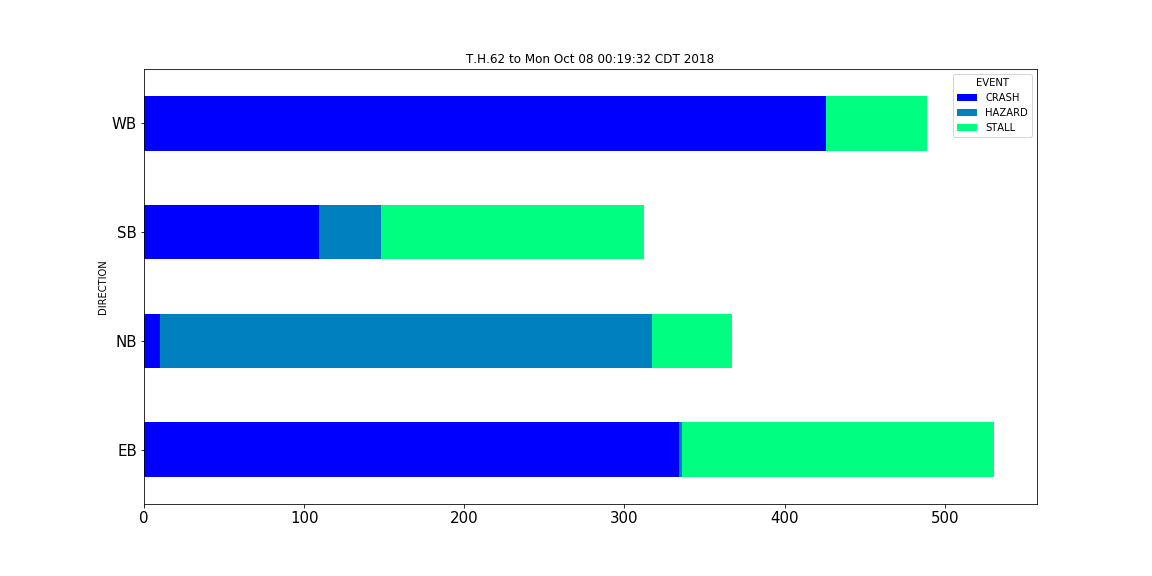 T.H.62 to Mon Oct 08 00:19:32 CDT 2018
EVENT
CRASH
HAZARD
STALL
WB
SB
NB
EB
DIRECTION
0 100 200 300 400 500